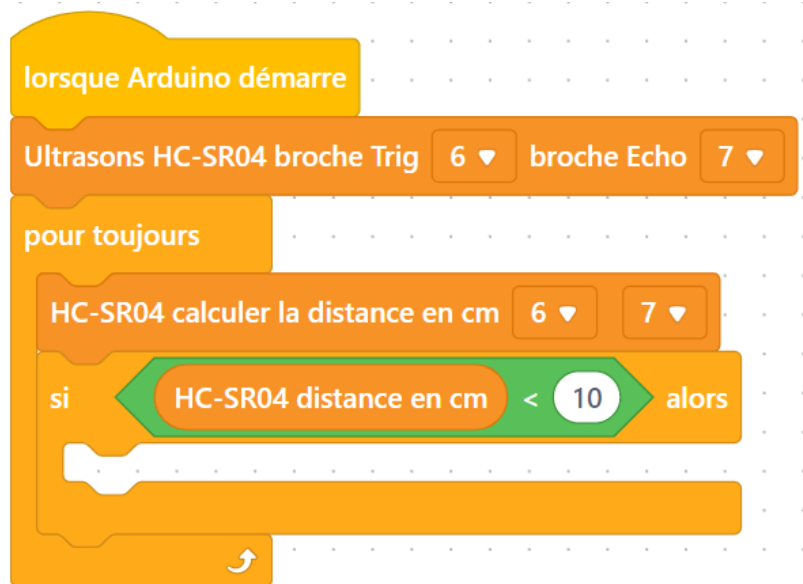 lorsque Arduino démarre
Ultrasons HC-SR04 broche Trig 6 broche Echo 7
pour toujours
HC-SR04 calculer la distance en cm 6 7
si HC-SR04 distance en cm < 10 alors